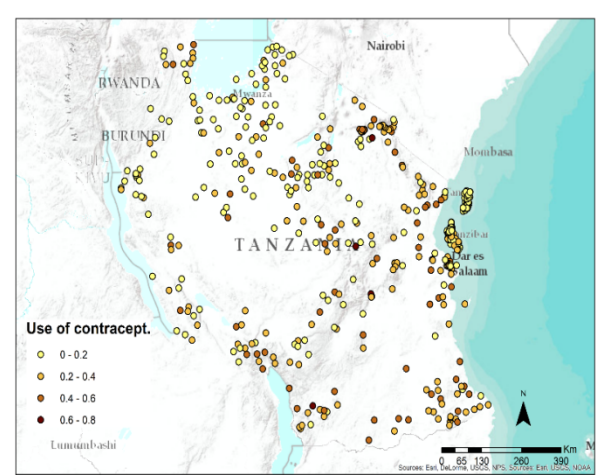 Nairobi
RWANDA
Mwanza
BURUNDI
Mombasa
TANZANIA
Dar es
Salaam
Use of contracept.
0 - 0.2
0.2 - 0.4
0.4 - 0.6
0.6 - 0.8
N
Km
0 65 130 260 390
Lumumbashi
M
Sources: Esri, DeLorme, USGS, NPS, Sources: Esri, USGS, NOAA